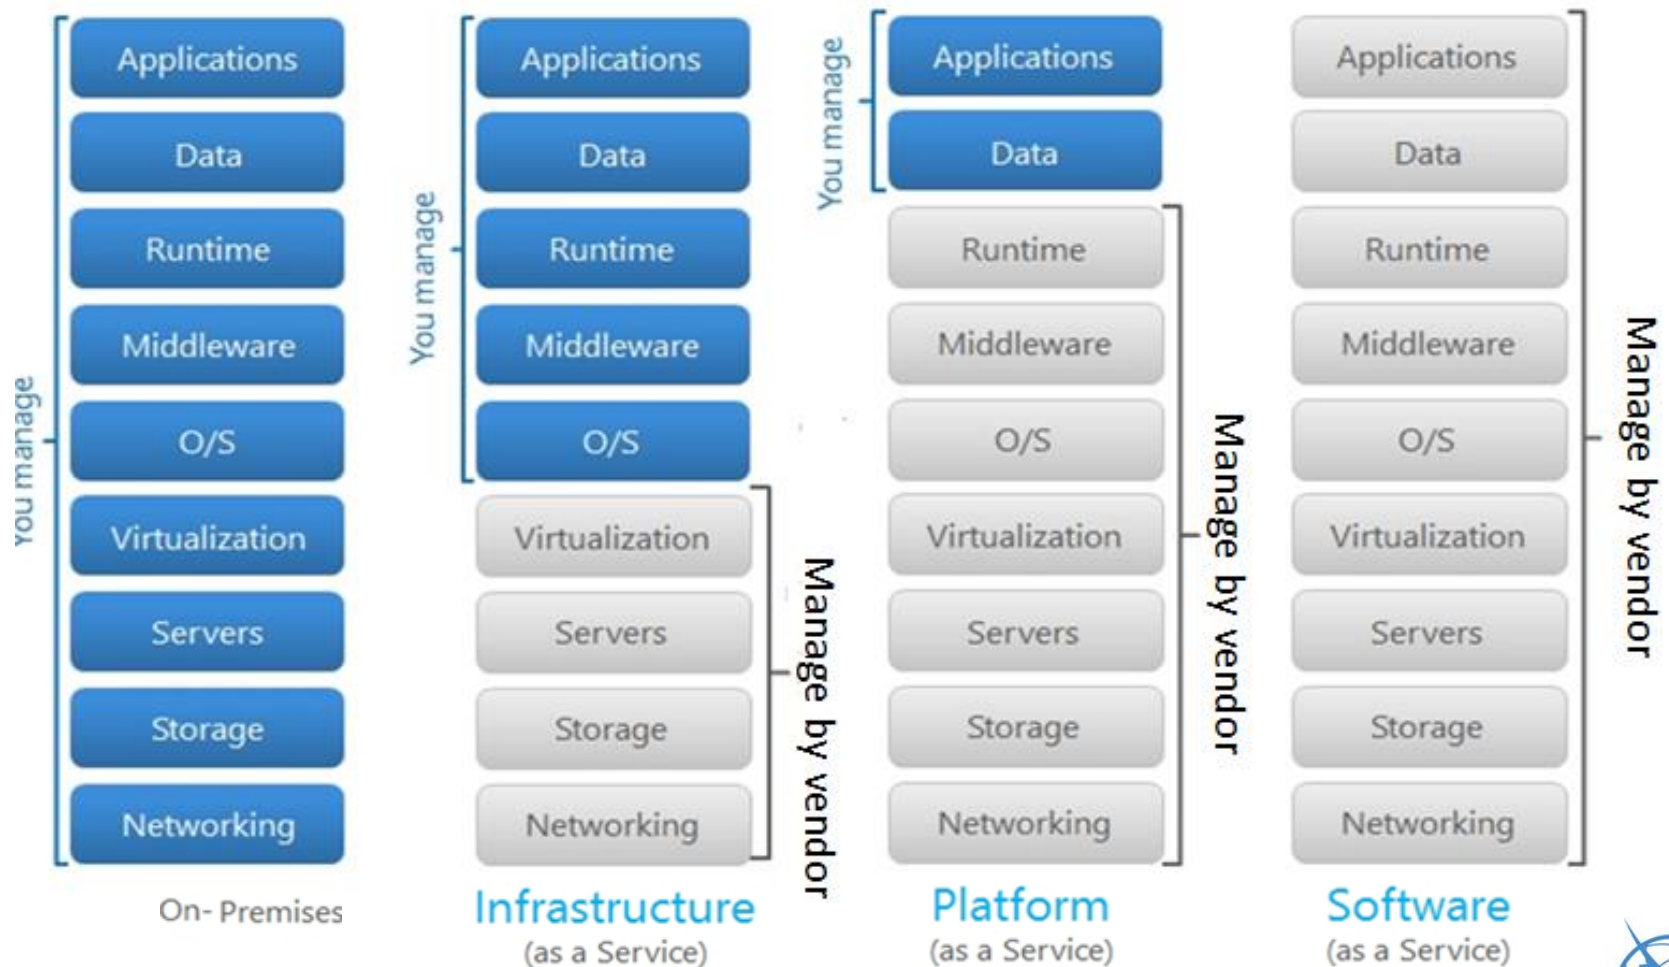 You manage
Applications
Data
Runtime
Middleware
O/S
Virtualization
Servers
Storage
Networking
On-Premises
You manage
Applications
Data
Runtime
Middleware
O/S
Virtualization
Servers
Storage
Networking
Manage by vendor
Infrastructure
(as a Service)
You manage
Applications
Data
Runtime
Middleware
O/S
Virtualization
Servers
Storage
Networking
Manage by vendor
Platform
(as a Service)
Applications
Data
Runtime
Middleware
O/S
Virtualization
Servers
Storage
Networking
Manage by vendor
Software
(as a Service)